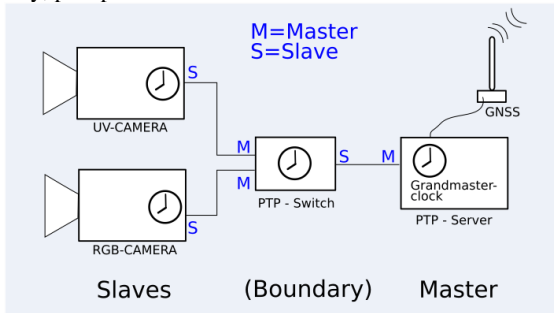 M=Master
S=Slave
S
UV-CAMERA
GNSS
M
S
M
M
Grandmaster-
clock
PTP - Switch
PTP - Server
S
RGB-CAMERA
Slaves
(Boundary)
Master